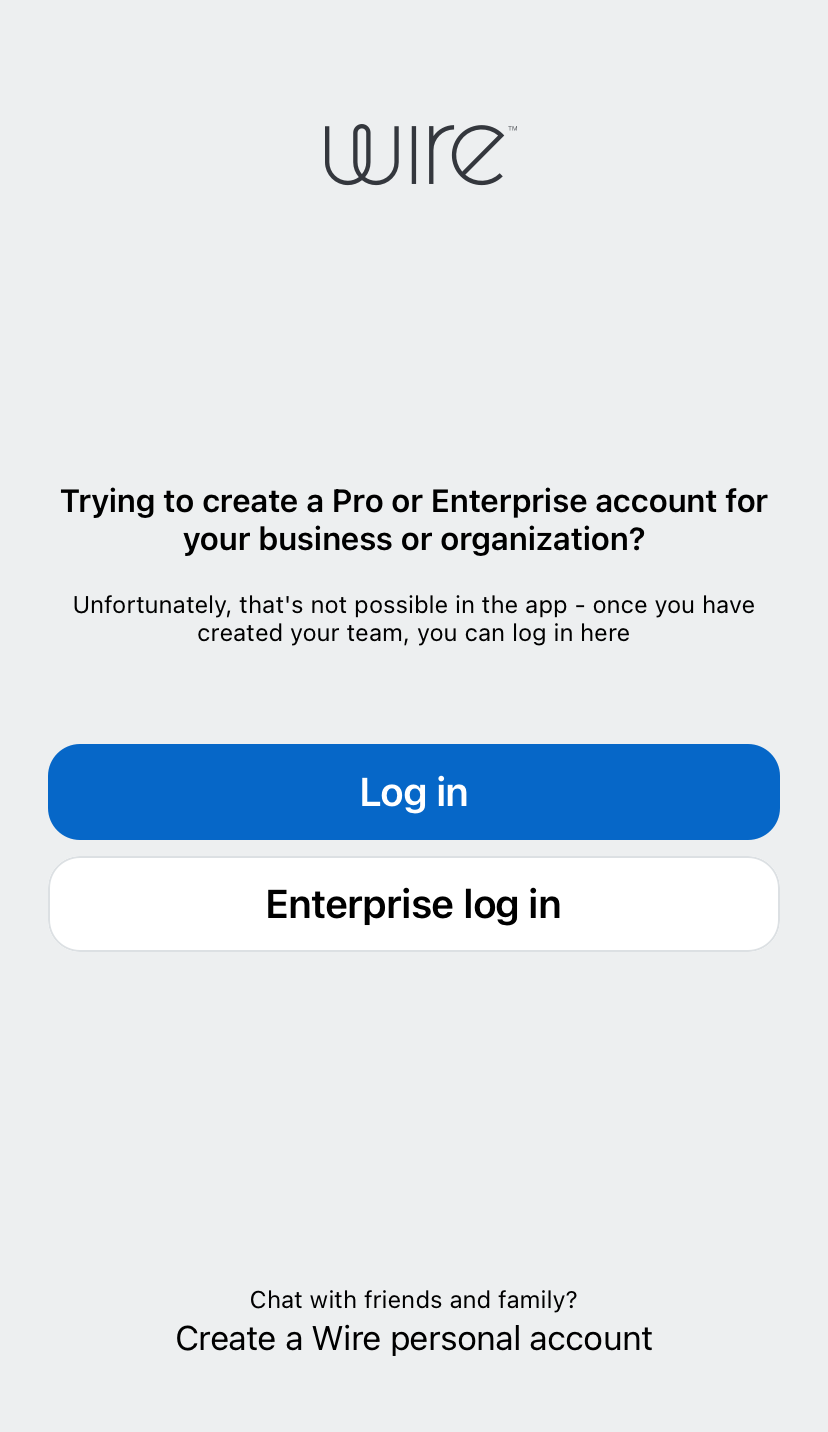 wire™
Trying to create a Pro or Enterprise account for
your business or organization?
Unfortunately, that's not possible in the app - once you have
created your team, you can log in here
Log in
Enterprise log in
Chat with friends and family?
Create a Wire personal account